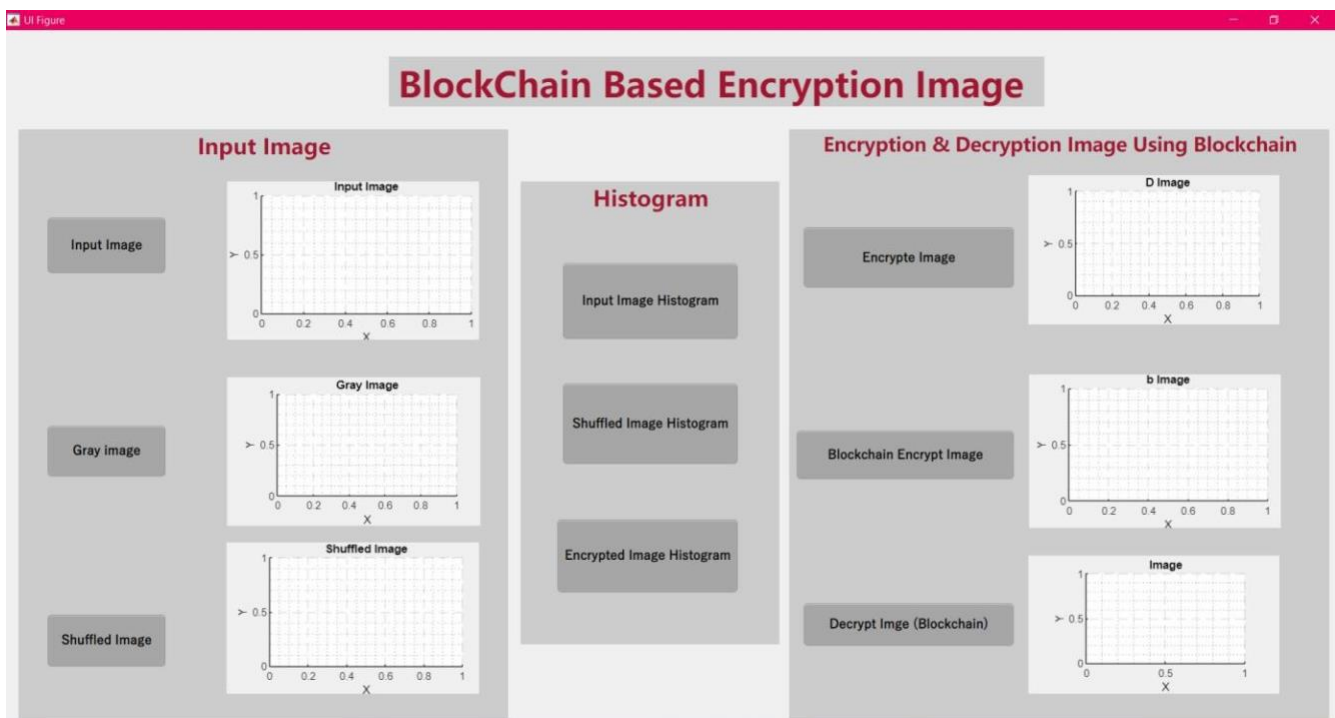 UI Figure
BlockChain Based Encryption Image
Input Image
Input Image
Input Image
1
Y 0.5
0
0 0.2 0.4 0.6 0.8 1
X
Gray image
Gray Image
1
Y 0.5
0
0 0.2 0.4 0.6 0.8 1
X
Shuffled Image
Shuffled Image
1
Y 0.5
0
0 0.2 0.4 0.6 0.8 1
X
Histogram
Input Image Histogram
Shuffled Image Histogram
Encrypted Image Histogram
Encryption & Decryption Image Using Blockchain
Encrypte Image
D Image
1
Y 0.5
0
0 0.2 0.4 0.6 0.8 1
X
Blockchain Encrypt Image
b Image
1
Y 0.5
0
0 0.2 0.4 0.6 0.8 1
X
Decrypt Imge (Blockchain)
Image
1
Y 0.5
0
0 0.5 1
X